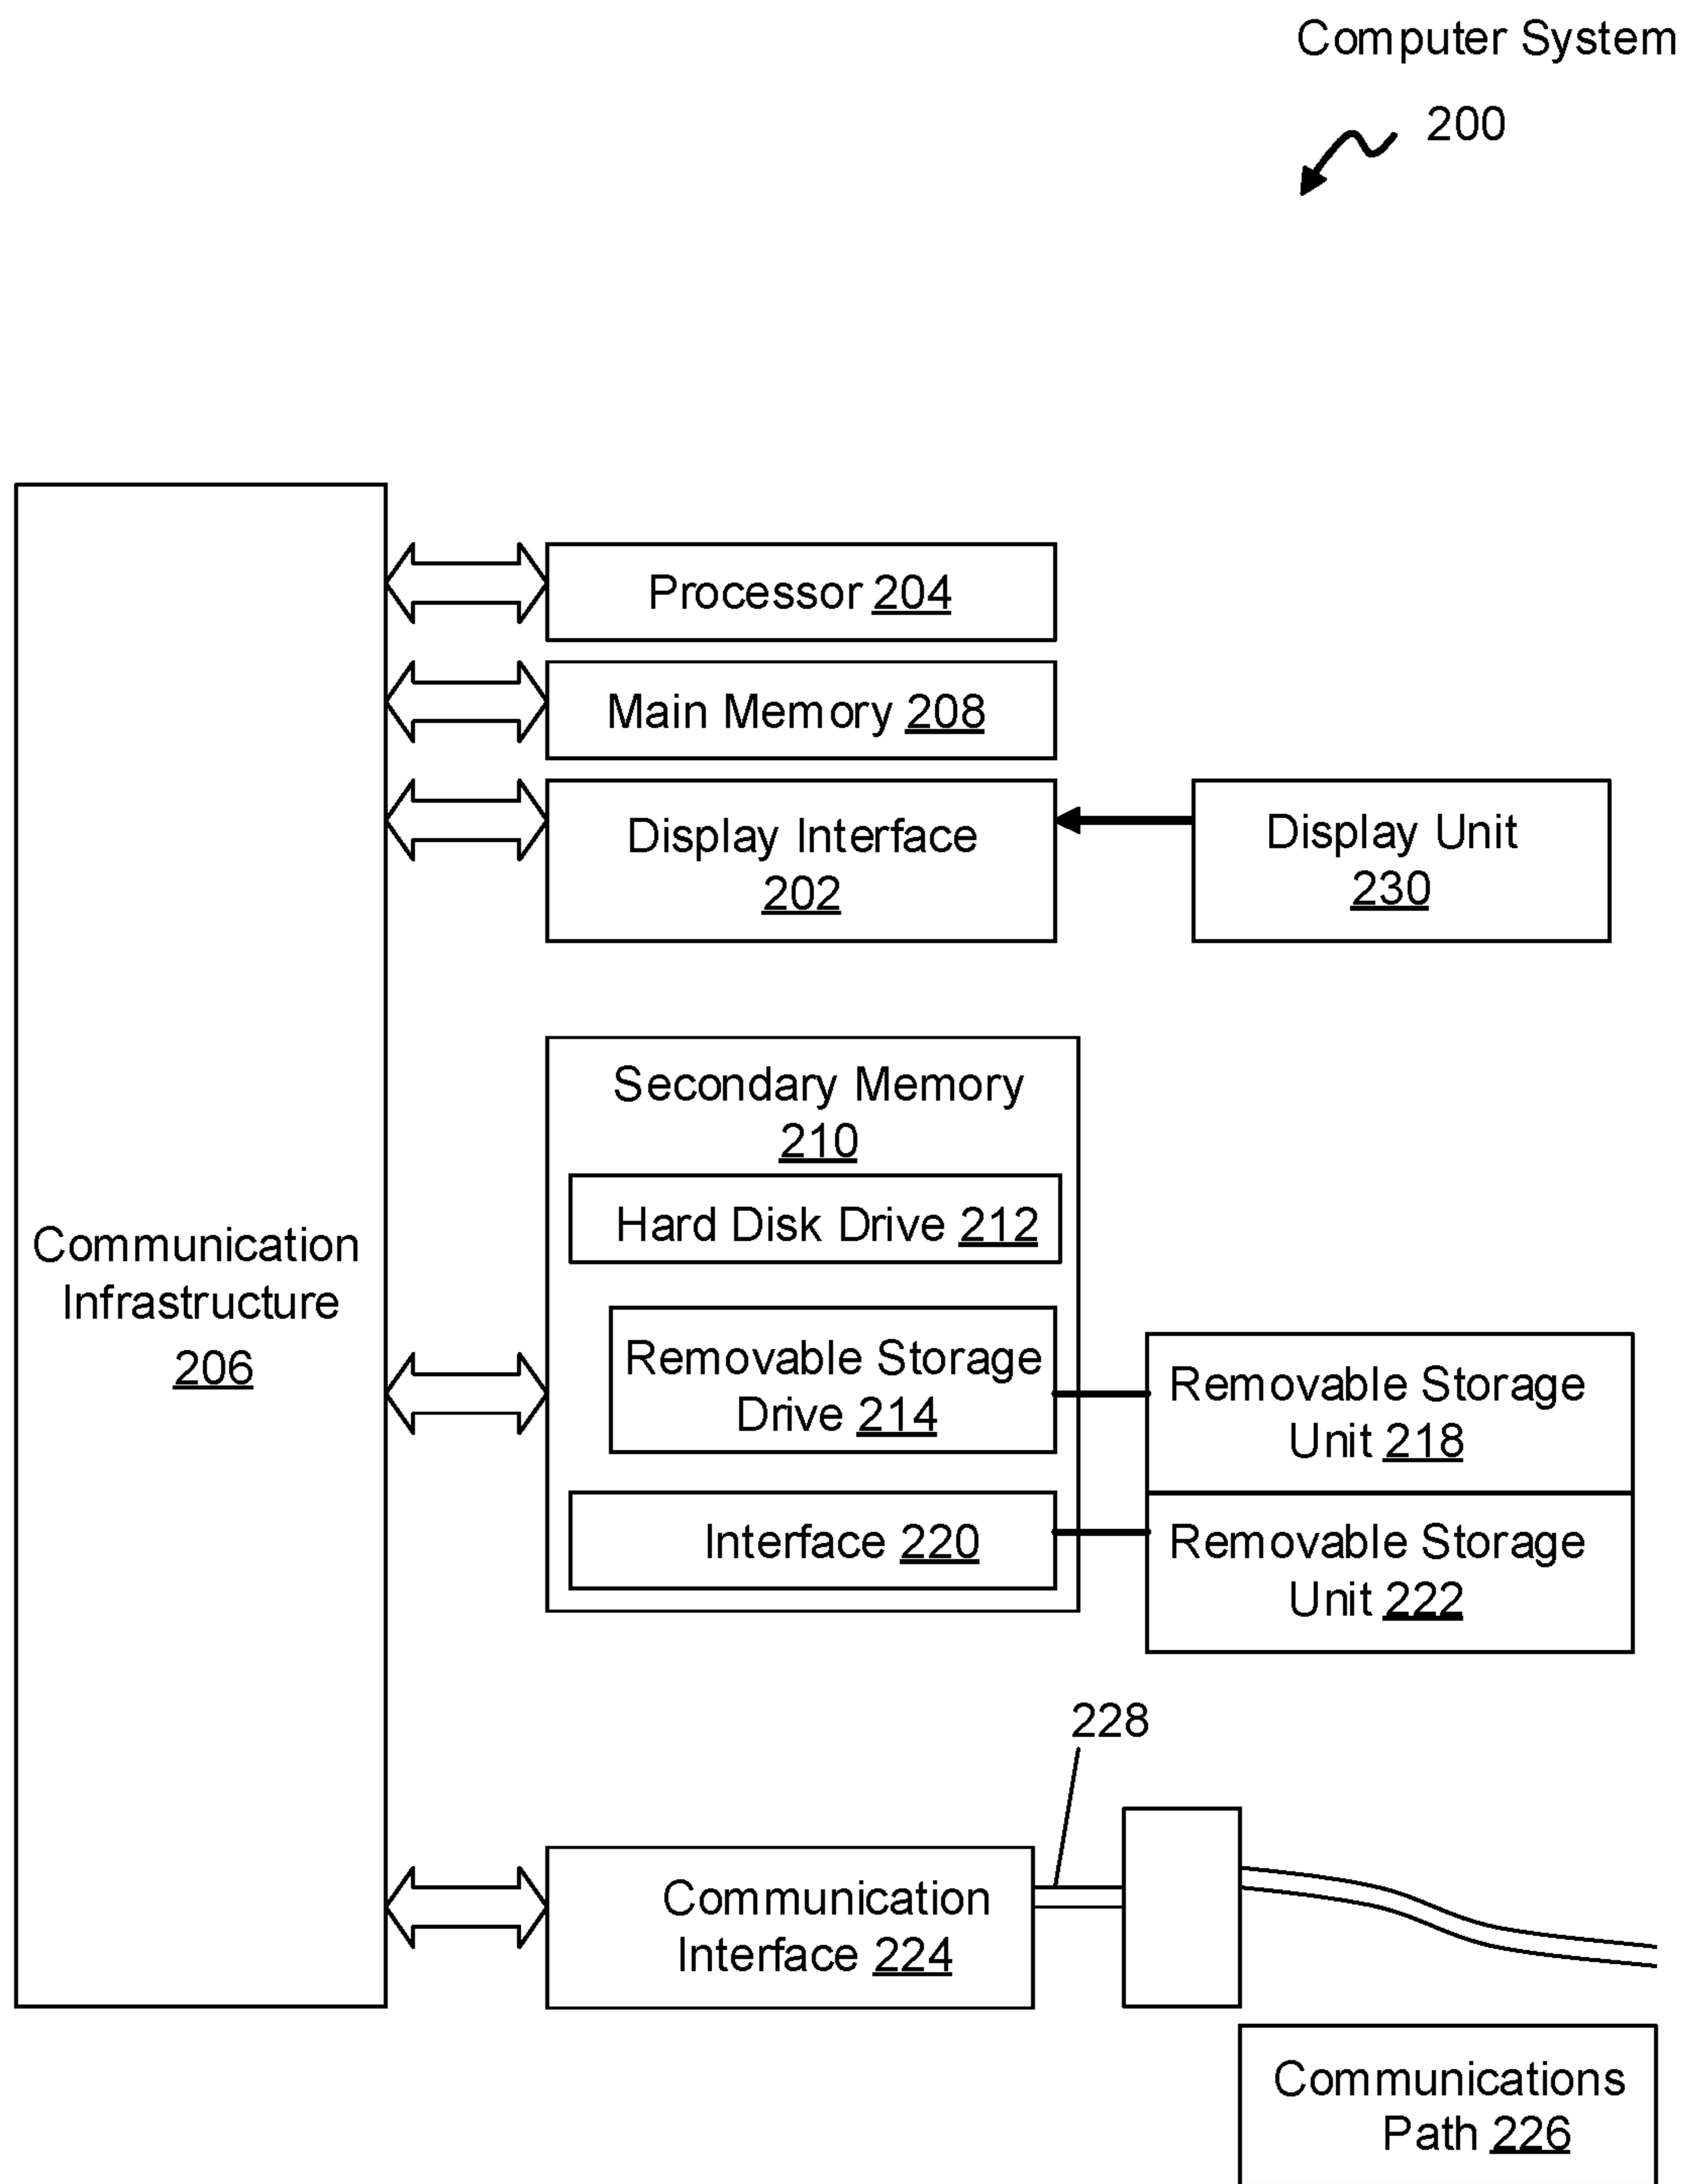 Computer System
200
Processor 204
Main Memory 208
Display Interface
202
Display Unit
230
Secondary Memory
210
Hard Disk Drive 212
Communication
Infrastructure
206
Removable Storage
Drive 214
Removable Storage
Unit 218
Interface 220
Removable Storage
Unit 222
228
Communication
Interface 224
Communications
Path 226